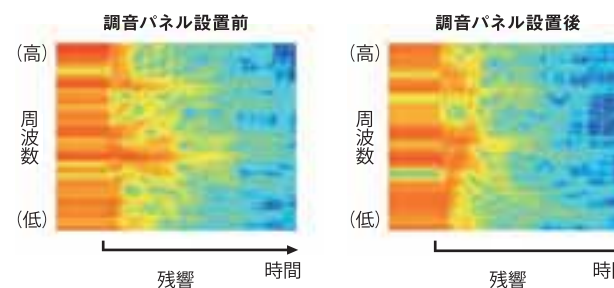 調音パネル設置前
(高)
周波数
(低)
残響
時間
調音パネル設置後
(高)
周波数
(低)
残響